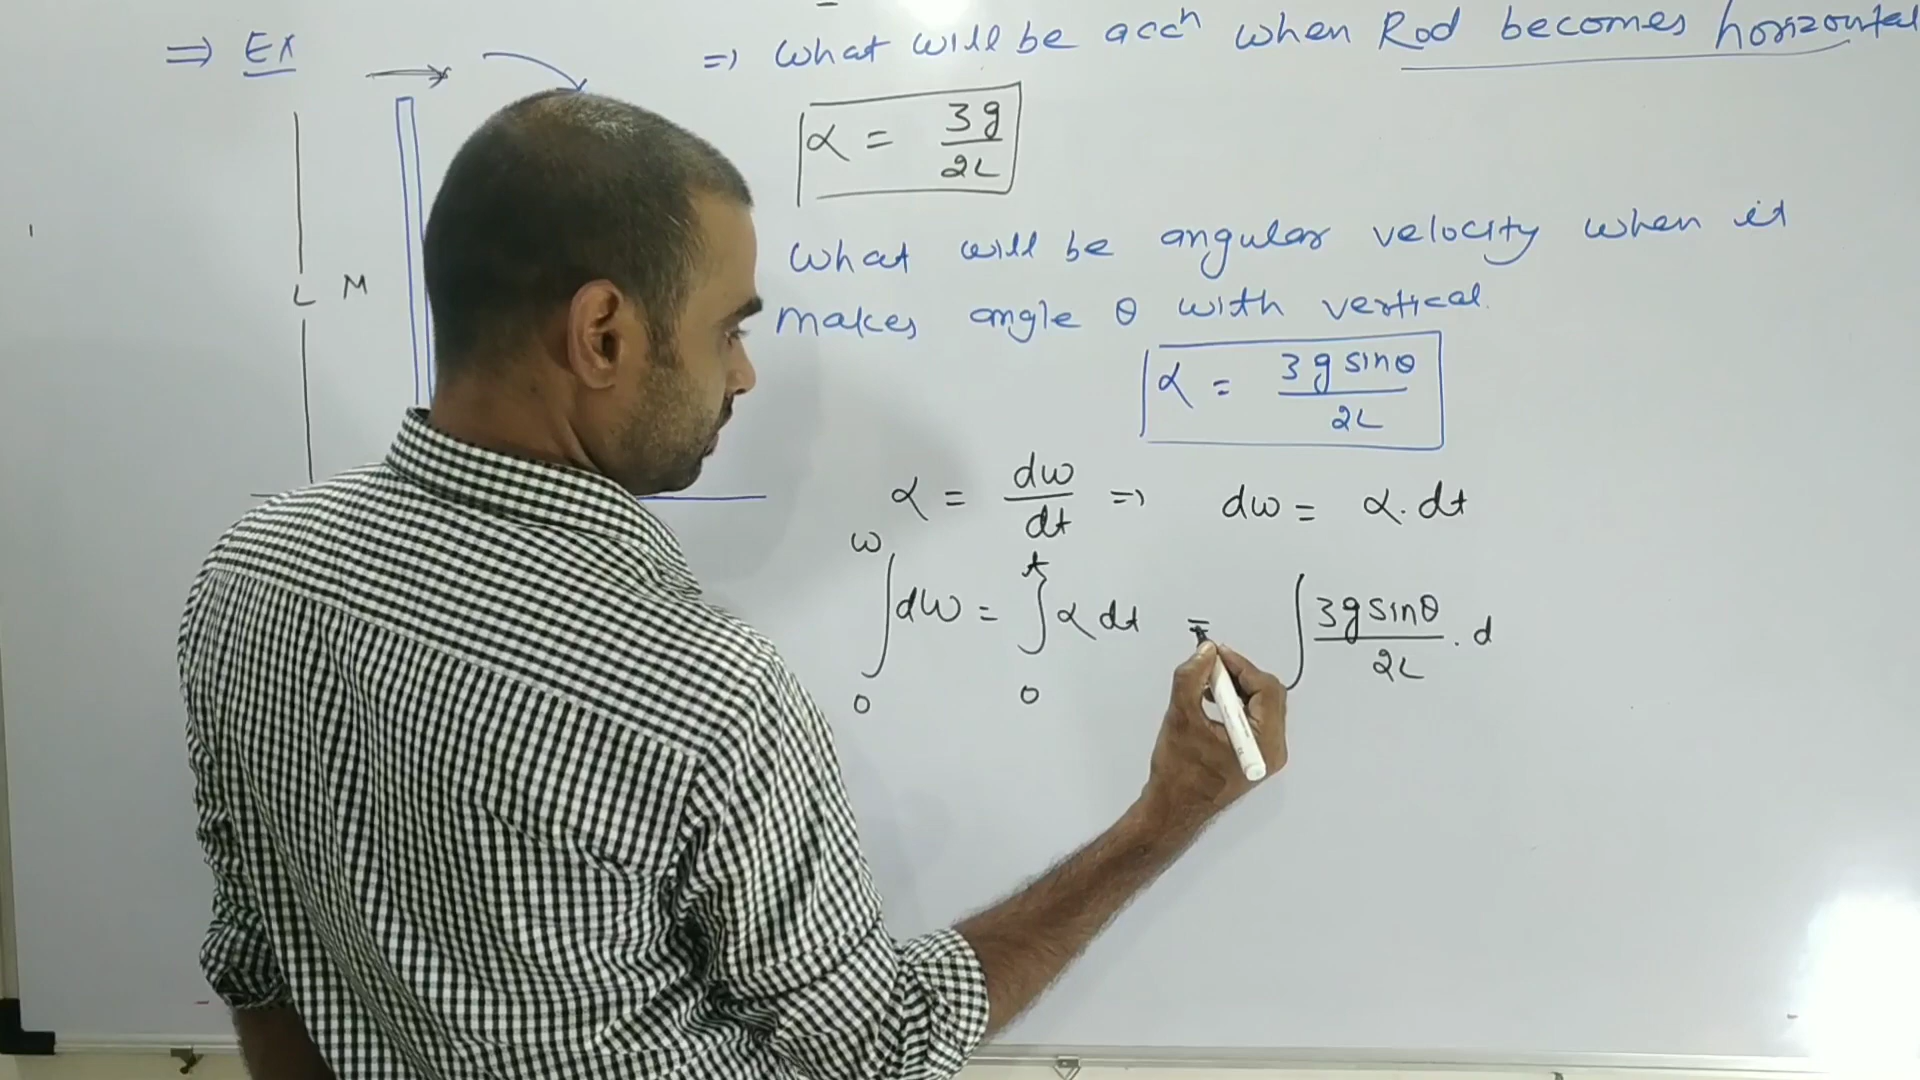 ⇒ EX
⇒) What will be accⁿ when Rod becomes horizontal
α = 3g/2L
What will be angular velocity when it
L M
makes angle θ with vertical.
α = 3g sinθ/2L
α = dω/dt ⇒) dω = α. dt
∫₀^ω dω = ∫₀^t α dt = ∫ 3g sinθ/2L . d